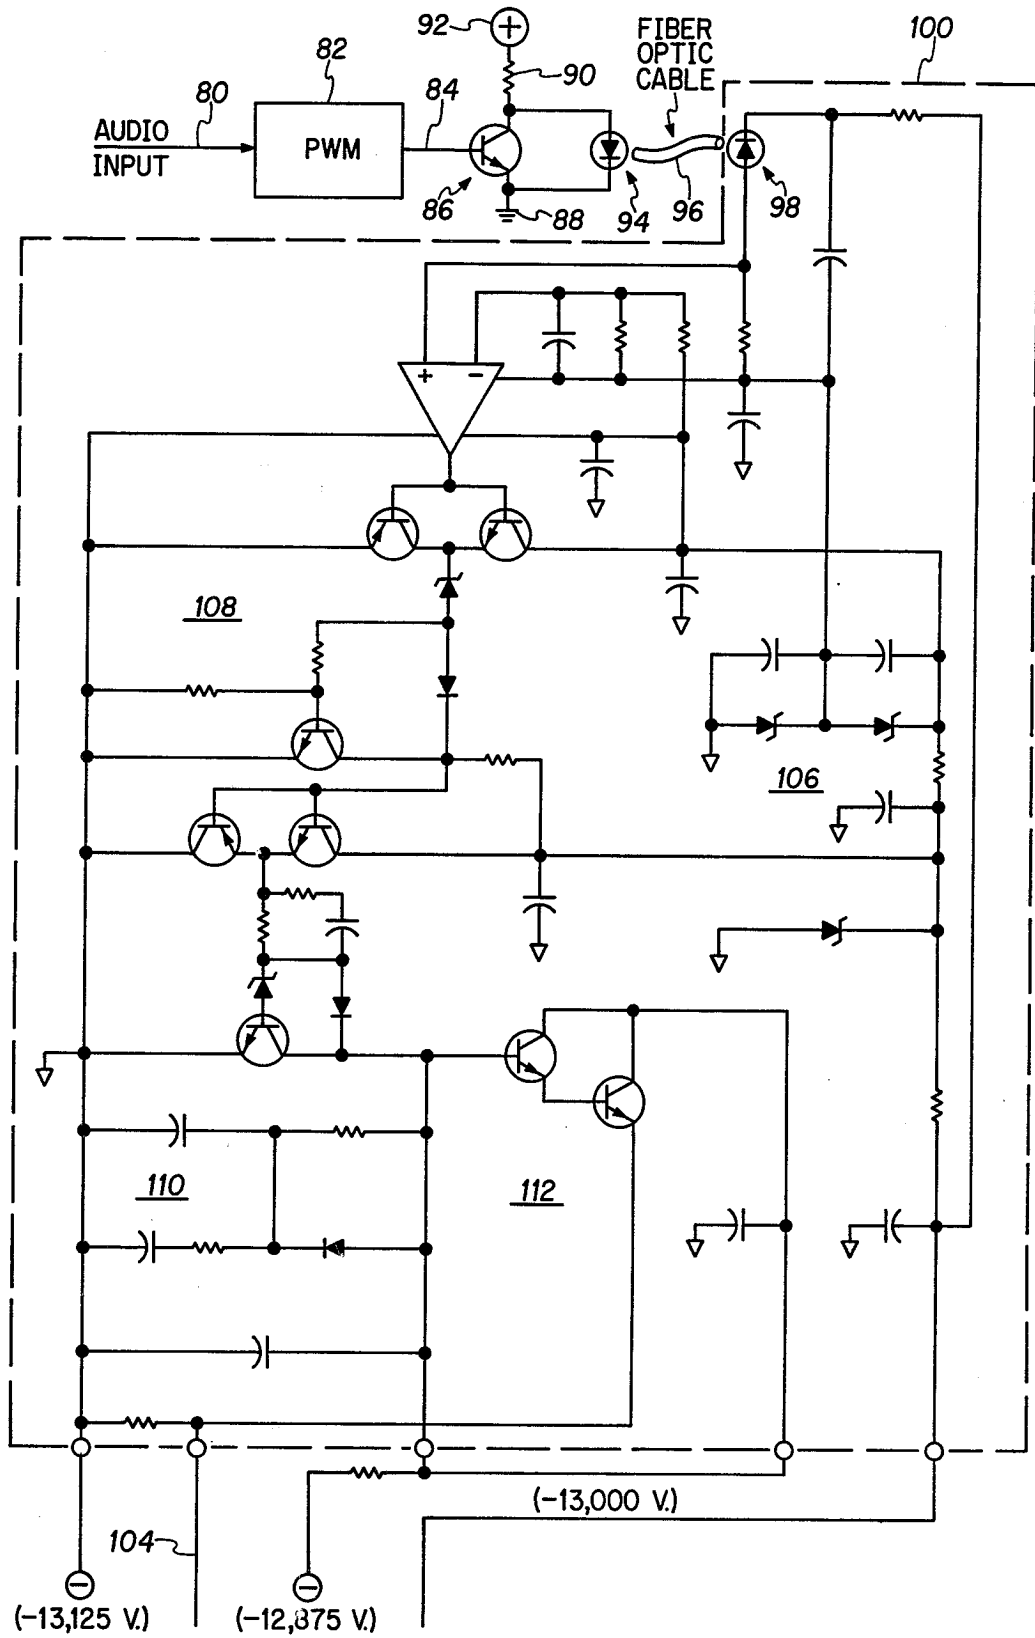 92
FIBER
OPTIC
CABLE
100
82
90
80
84
AUDIO
INPUT
PWM
86
88
94
96
98
+
−
108
106
110
112
(−13,000 V.)
104
(−13,125 V.)
(−12,875 V.)